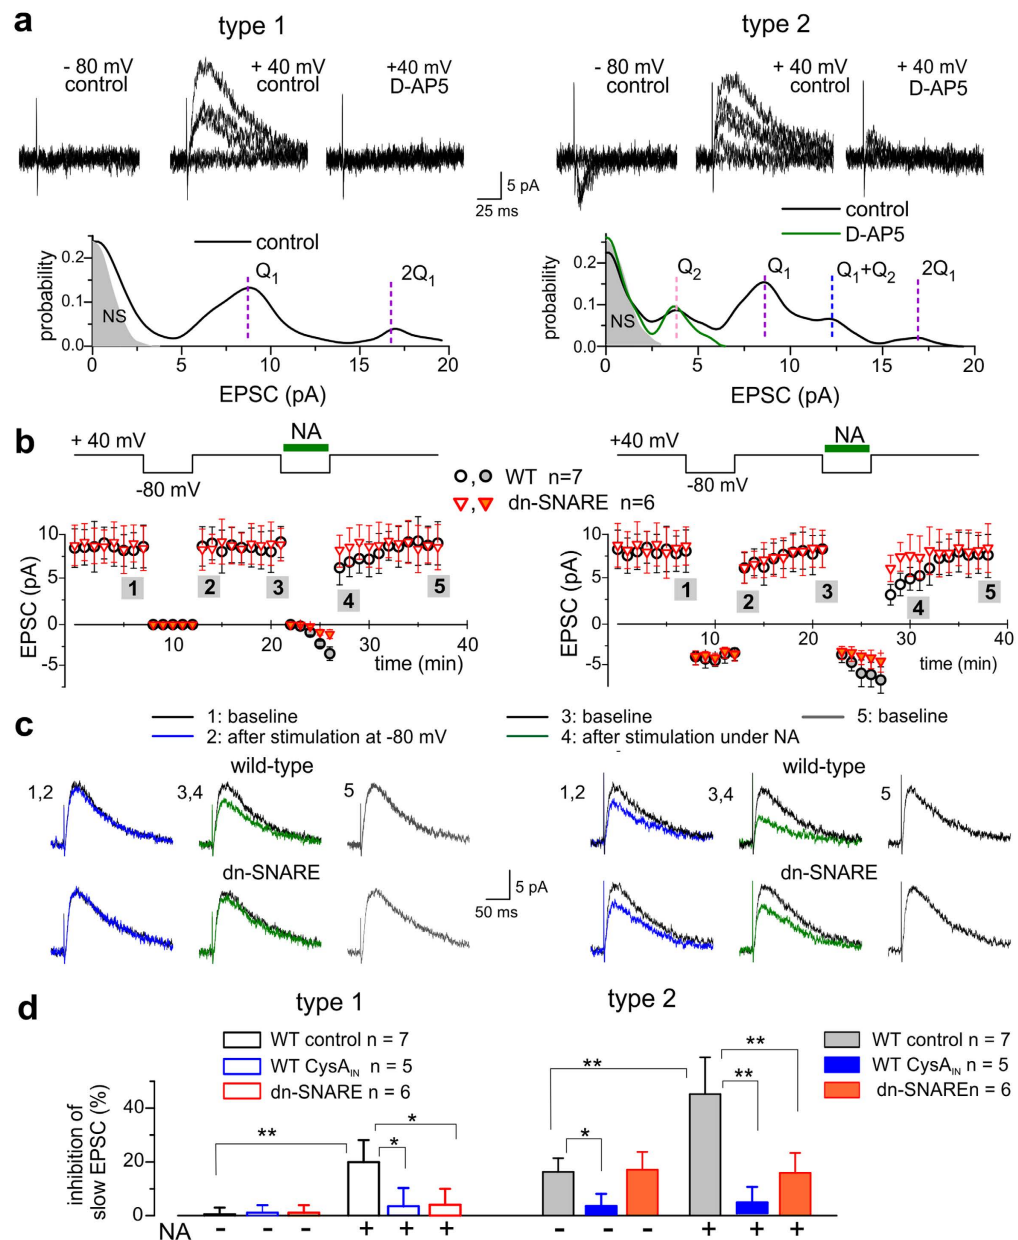 a
type 1
type 2
- 80 mV control
+ 40 mV control
+40 mV D-AP5
- 80 mV control
+ 40 mV control
+ 40 mV D-AP5
5 pA
25 ms
control
control
D-AP5
probability
0.2
0.1
0.0
NS
Q1
2Q1
0 5 10 15 20
EPSC (pA)
probability
0.2
0.1
0.0
NS
Q2
Q1
Q1+Q2
2Q1
0 5 10 15 20
EPSC (pA)
b
+ 40 mV
-80 mV
NA
, WT n=7
, dn-SNARE n=6
+40 mV
-80 mV
NA
EPSC (pA)
10
5
0
-5
1
2
3
4
5
10 20 30 40
time (min)
EPSC (pA)
10
5
0
-5
1
2
3
4
5
10 20 30 40
time (min)
c
1: baseline
3: baseline
5: baseline
2: after stimulation at -80 mV
4: after stimulation under NA
wild-type
wild-type
1,2
3,4
5
1,2
3,4
5
dn-SNARE
dn-SNARE
5 pA
50 ms
d
type 1
type 2
WT control n = 7
WT CysAIN n = 5
dn-SNARE n = 6
WT control n = 7
WT CysAIN n = 5
dn-SNAREn = 6
inhibition of
slow EPSC (%)
40
20
0
**
*
*
**
*
**
**
NA - - - + + + - - - + + +